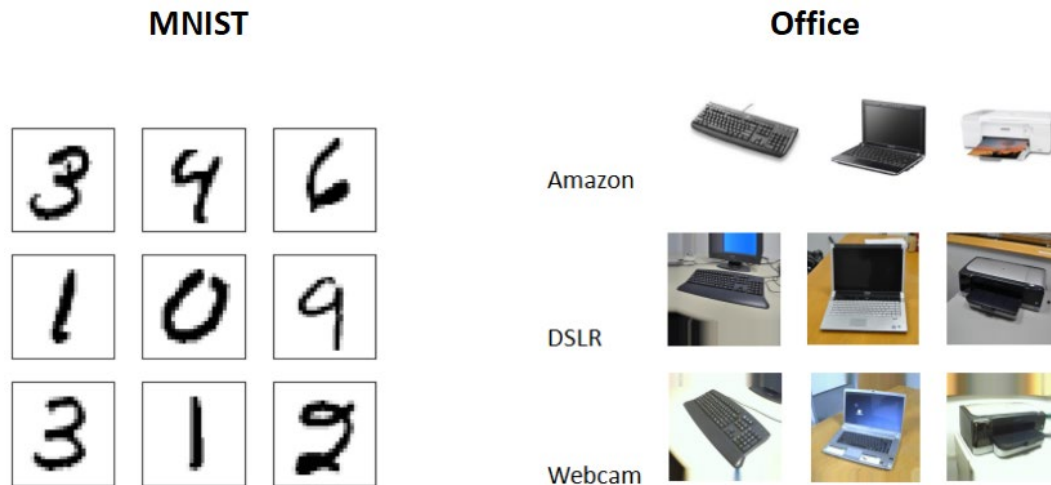 MNIST
Office
3 4 6
1 0 9
3 1 2
Amazon
DSLR
Webcam